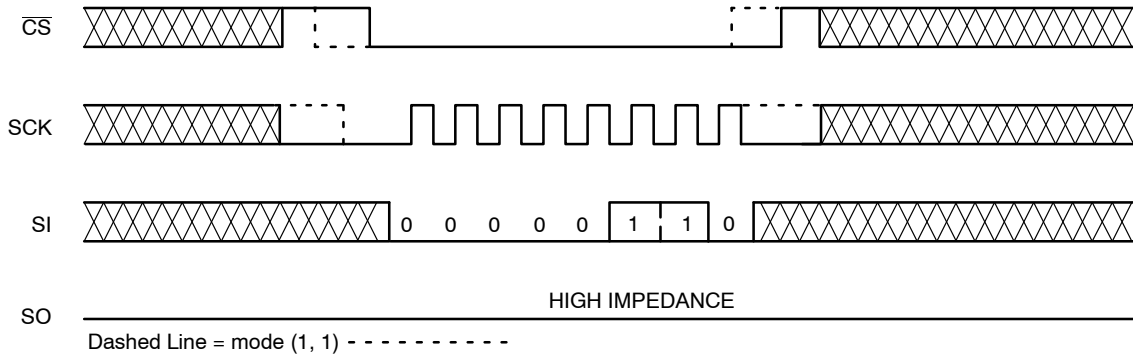 CS
SCK
SI 0 0 0 0 0 1 1 0
HIGH IMPEDANCE
SO
Dashed Line = mode (1, 1)